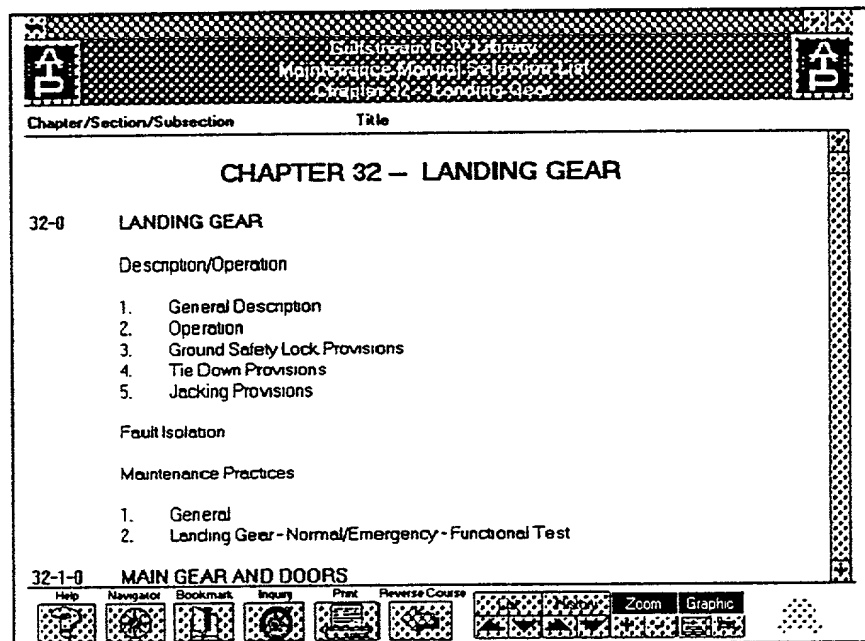 Gulfstream G-IV Library
Maintenance Manual Selection List
Chapter 32 - Landing Gear
ATP
ATP
Chapter/Section/Subsection Title
CHAPTER 32 — LANDING GEAR
32-0 LANDING GEAR
Description/Operation
1. General Description
2. Operation
3. Ground Safety Lock Provisions
4. Tie Down Provisions
5. Jacking Provisions
Fault Isolation
Maintenance Practices
1. General
2. Landing Gear - Normal/Emergency - Functional Test
32-1-0 MAIN GEAR AND DOORS
Help Navigator Bookmark Inquiry Print Reverse Course History Zoom Graphic